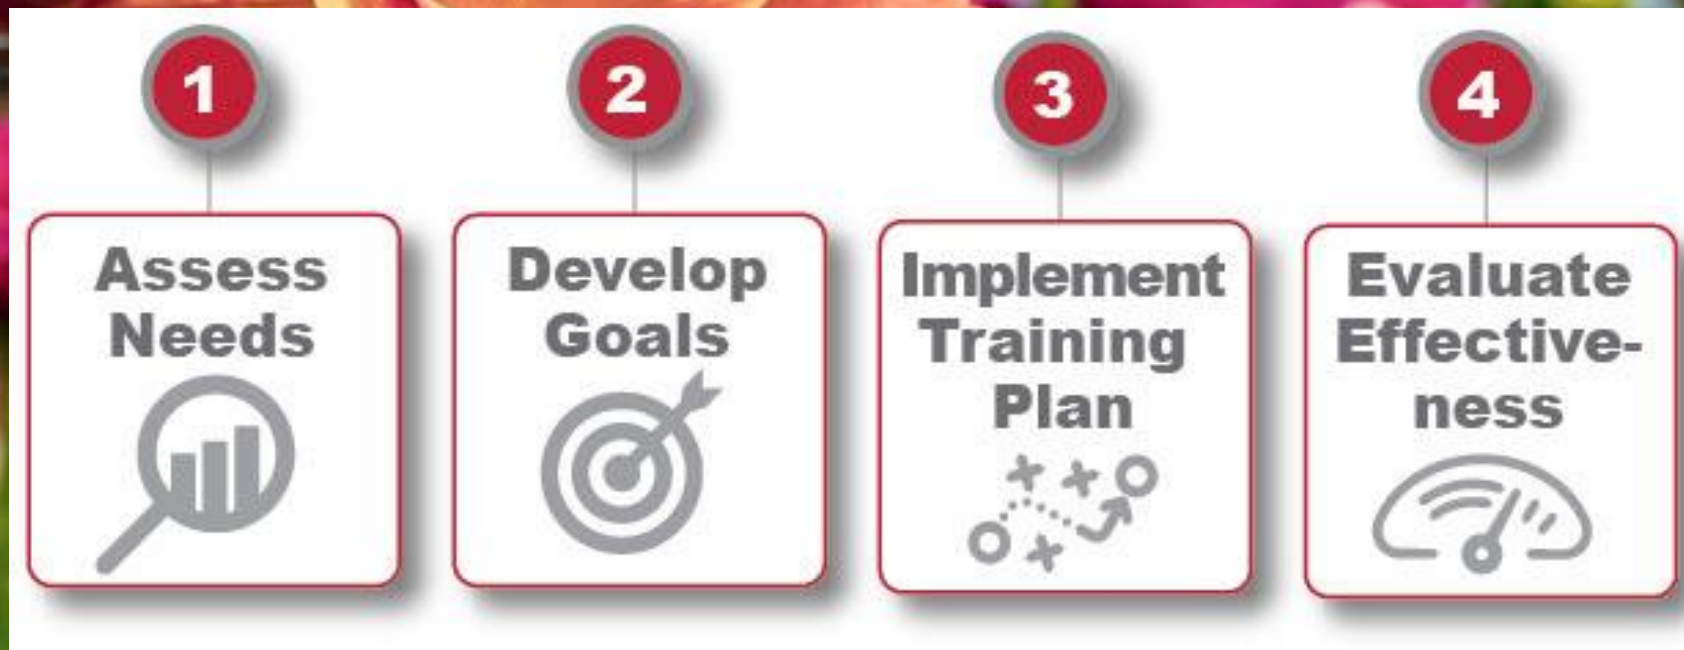 1
Assess
Needs
2
Develop
Goals
3
Implement
Training
Plan
4
Evaluate
Effective-
ness